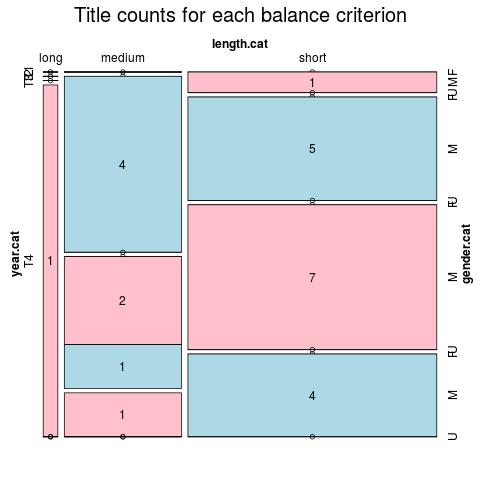 Title counts for each balance criterion
length.cat
long medium short
year.cat
T4
1
4
2
1
1
1
5
7
4
M
M
M
M
U
gender.cat